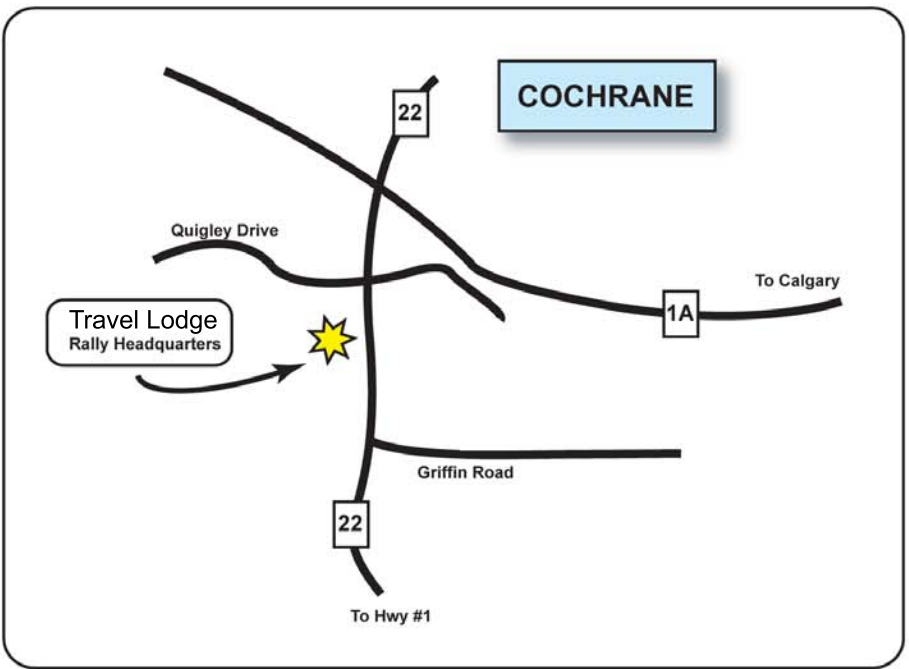 22
COCHRANE
Quigley Drive
To Calgary
1A
Travel Lodge
Rally Headquarters
Griffin Road
22
To Hwy #1